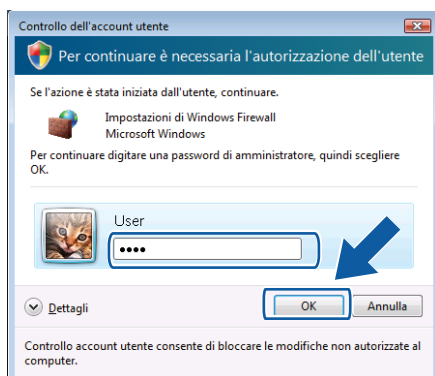 Controllo dell'account utente
Per continuare è necessaria l'autorizzazione dell'utente
Se l'azione è stata iniziata dall'utente, continuare.
Impostazioni di Windows Firewall
Microsoft Windows
Per continuare digitare una password di amministratore, quindi scegliere
OK.
User
••••
Dettagli
OK
Annulla
Controllo account utente consente di bloccare le modifiche non autorizzate al
computer.